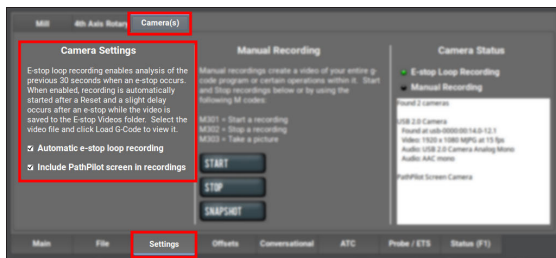 Mill
4th Axis Rotary
Camera(s)
Camera Settings
E-stop loop recording enables analysis of the
previous 30 seconds when an e-stop occurs.
When enabled, recording is automatically
started after a Reset and a slight delay
occurs after an e-stop while the video is
saved to the E-stop Videos folder. Select the
video file and click Load G-Code to view it.
Automatic e-stop loop recording
Include PathPilot screen in recordings
Manual Recording
Manual recordings create a video of your entire g-
code program or certain operations within it. Start
and Stop recordings below or by using the
following M codes:
M301 = Start a recording
M302 = Stop a recording
M303 = Take a picture
START
STOP
SNAPSHOT
Camera Status
E-stop Loop Recording
Manual Recording
Found 2 cameras
USB 2.0 Camera
Found at usb-0000:00:14.0-12.1
Video: 1920 x 1080 MJPG at 15 fps
Audio: USB 2.0 Camera Analog Mono
Audio: AAC mono
PathPilot Screen Camera
Main
File
Settings
Offsets
Conversational
ATC
Probe / ETS
Status (F1)